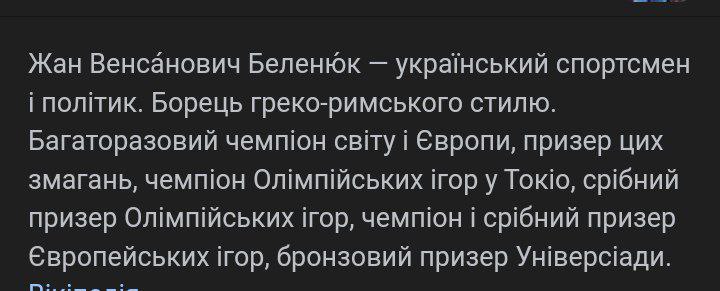 Жан Венса́нович Беленю́к — український спортсмен
і політик. Борець греко-римського стилю.
Багаторазовий чемпіон світу і Європи, призер цих
змагань, чемпіон Олімпійських ігор у Токіо, срібний
призер Олімпійських ігор, чемпіон і срібний призер
Європейських ігор, бронзовий призер Універсіади.
Вікіпедія